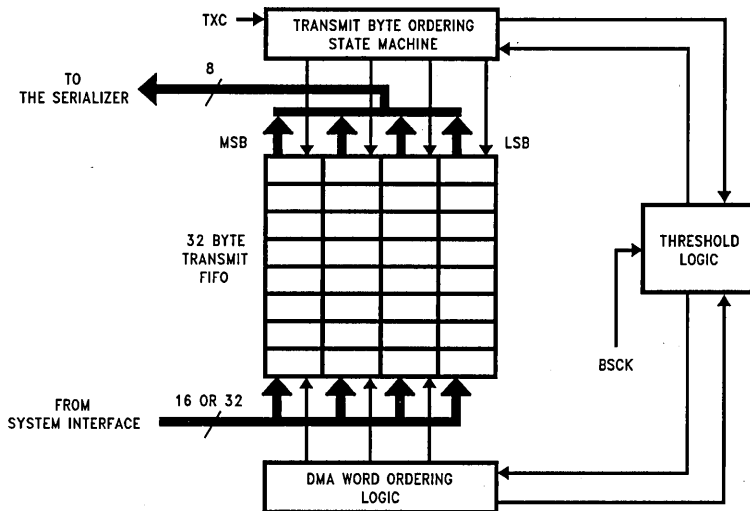 TXC
TRANSMIT BYTE ORDERING
STATE MACHINE
TO
THE SERIALIZER
8
MSB
LSB
32 BYTE
TRANSMIT
FIFO
THRESHOLD
LOGIC
BSCK
FROM
SYSTEM INTERFACE
16 OR 32
DMA WORD ORDERING
LOGIC